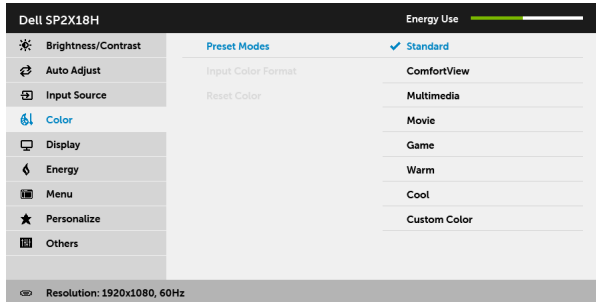 Dell SP2X18H
Energy Use
Brightness/Contrast
Auto Adjust
Input Source
Color
Display
Energy
Menu
Personalize
Others
Preset Modes
Input Color Format
Reset Color
Standard
ComfortView
Multimedia
Movie
Game
Warm
Cool
Custom Color
Resolution: 1920x1080, 60Hz